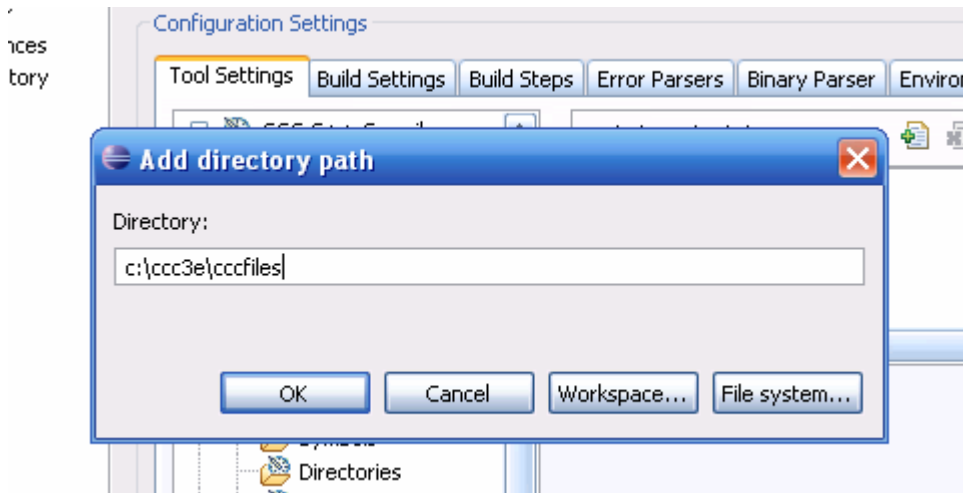 Configuration Settings
nces
tory
Tool Settings Build Settings Build Steps Error Parsers Binary Parser Enviro
Add directory path
Directory:
c:\ccc3e\cccfiles
OK Cancel Workspace... File system...
Directories